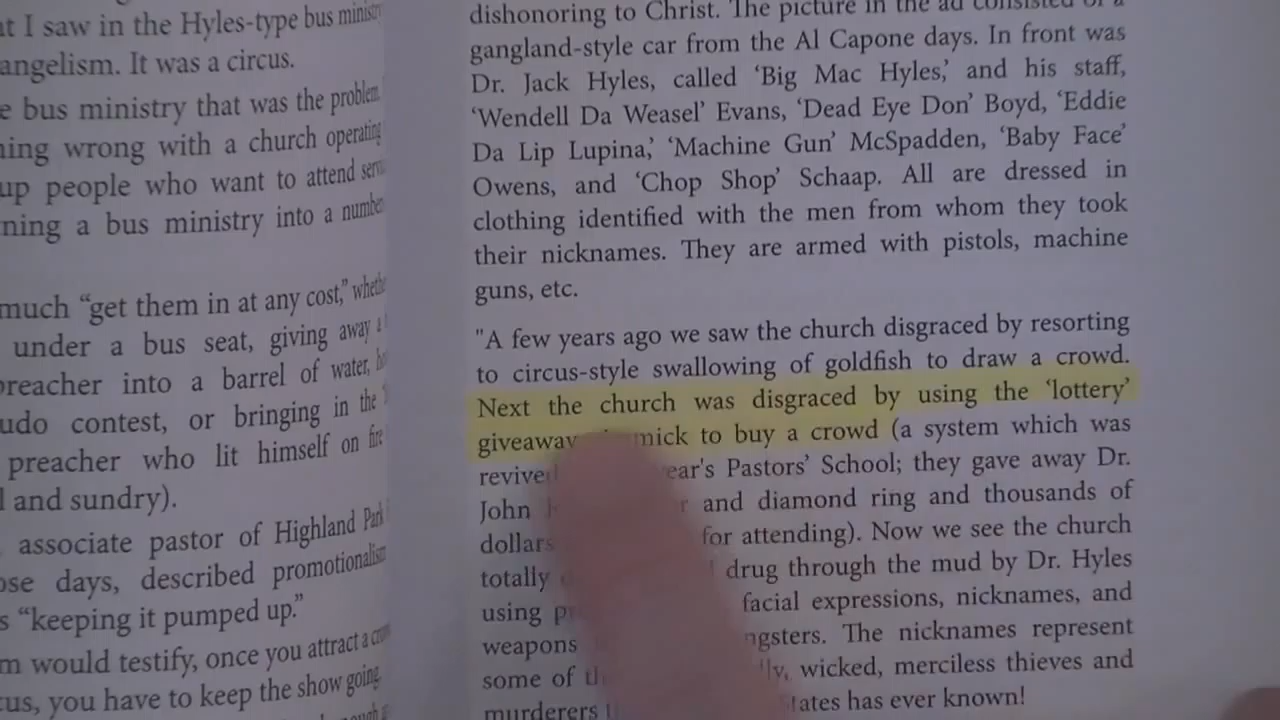 at I saw in the Hyles-type bus ministry
angelism. It was a circus.
e bus ministry that was the problem.
ning wrong with a church operating
up people who want to attend
ning a bus ministry into a number
much “get them in at any cost,”
under a bus seat, giving away
preacher into a barrel of water,
udo contest, or bringing in the
preacher who lit himself on fire
l and sundry).
associate pastor of Highland Park
ose days, described promotionalism
s “keeping it pumped up.”
m would testify, once you attract a
cus, you have to keep the show going.
dishonoring to Christ. The picture in the ad consisted of a
gangland-style car from the Al Capone days. In front was
Dr. Jack Hyles, called ‘Big Mac Hyles,’ and his staff,
‘Wendell Da Weasel’ Evans, ‘Dead Eye Don’ Boyd, ‘Eddie
Da Lip Lupina,’ ‘Machine Gun’ McSpadden, ‘Baby Face’
Owens, and ‘Chop Shop’ Schaap. All are dressed in
clothing identified with the men from whom they took
their nicknames. They are armed with pistols, machine
guns, etc.
"A few years ago we saw the church disgraced by resorting
to circus-style swallowing of goldfish to draw a crowd.
Next the church was disgraced by using the ‘lottery’
giveaway mick to buy a crowd (a system which was
revived ear's Pastors’ School; they gave away Dr.
John and diamond ring and thousands of
dollars for attending). Now we see the church
totally drug through the mud by Dr. Hyles
using facial expressions, nicknames, and
weapons ngsters. The nicknames represent
some of ly, wicked, merciless thieves and
murderers tates has ever known!